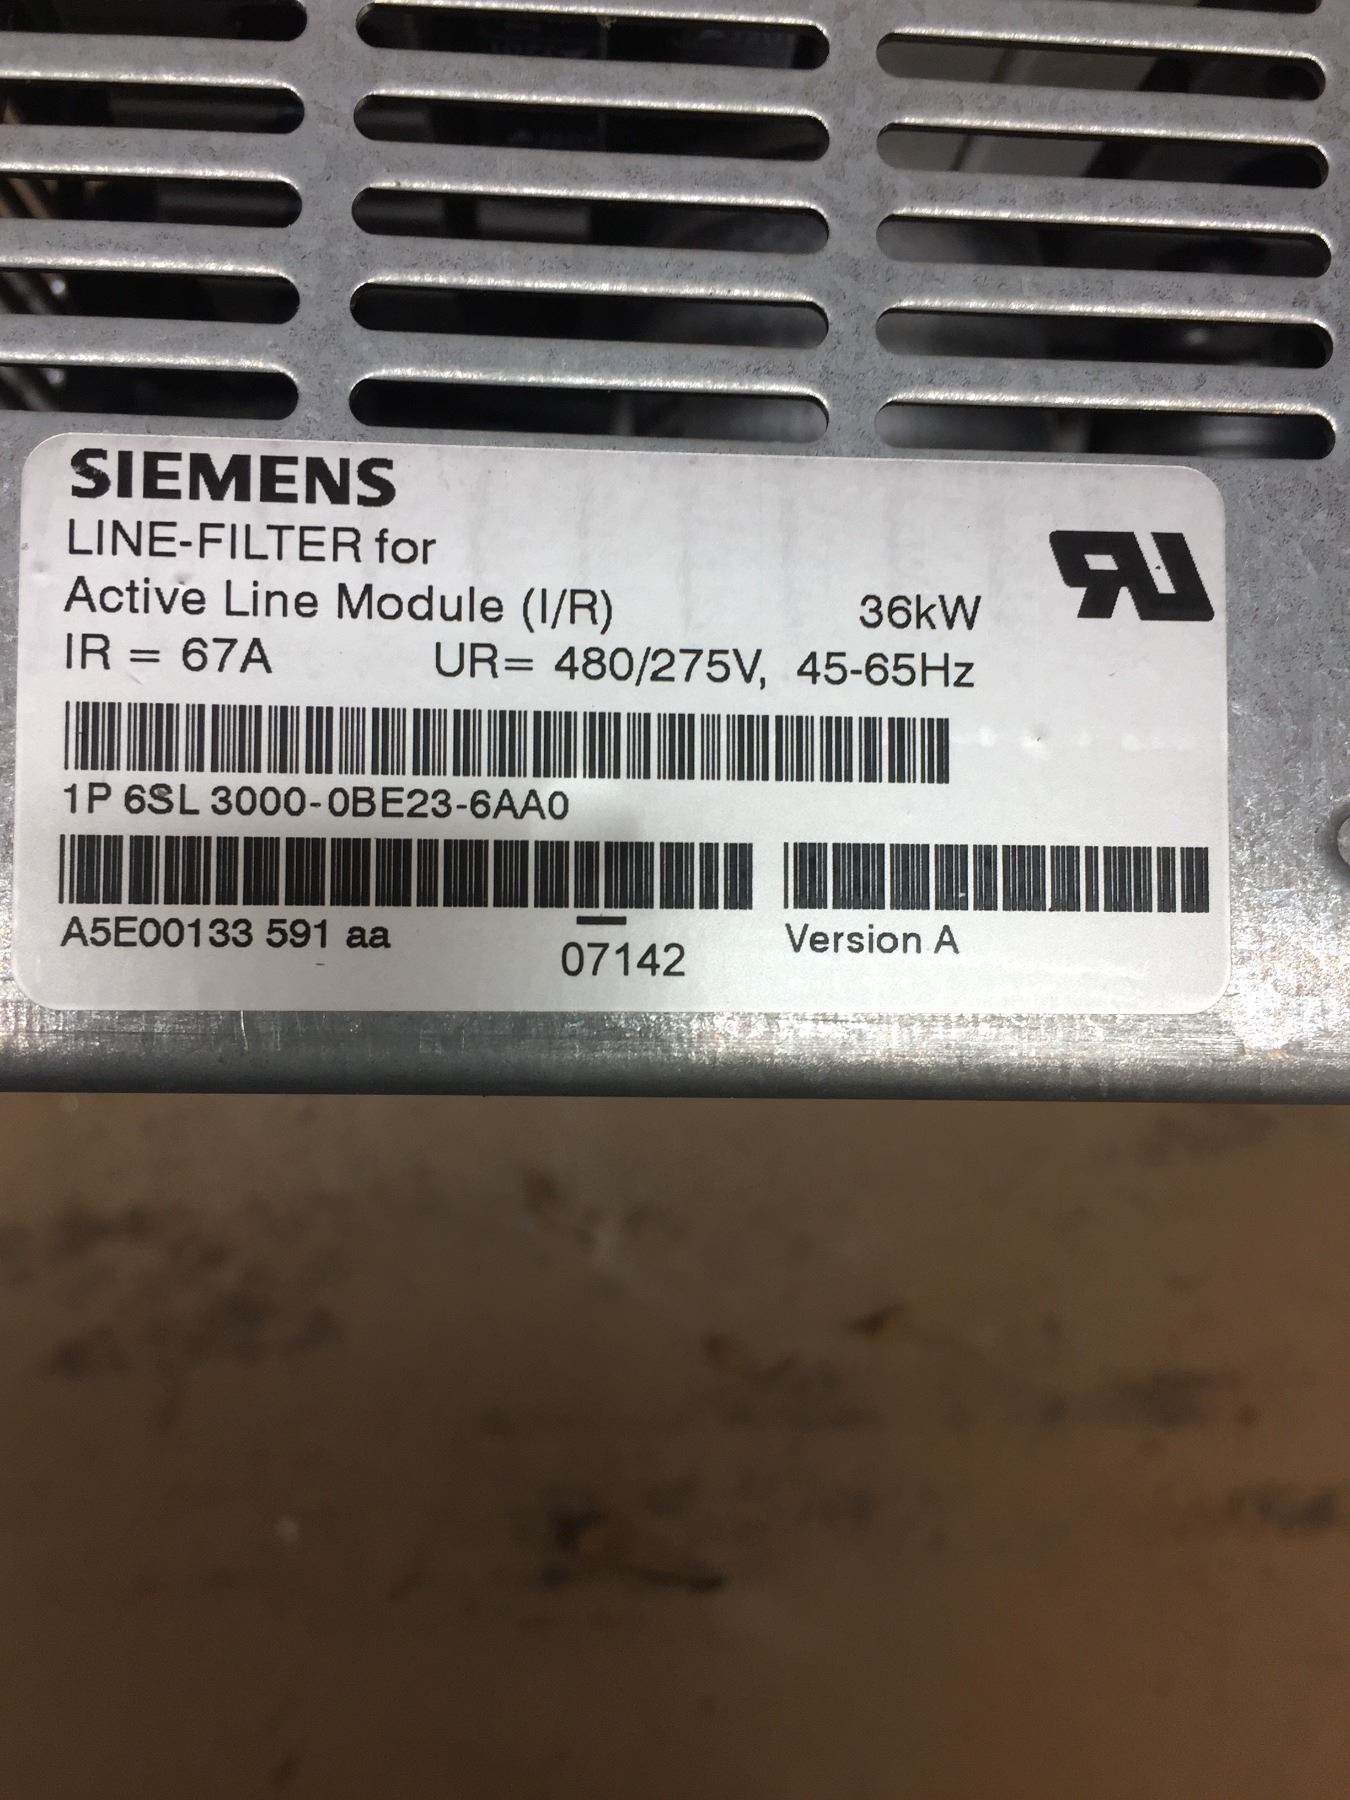 SIEMENS
LINE-FILTER for
Active Line Module (I/R) 36kW
IR = 67A UR= 480/275V, 45-65Hz
1P 6SL 3000-0BE23-6AA0
A5E00133 591 aa 07142 Version A